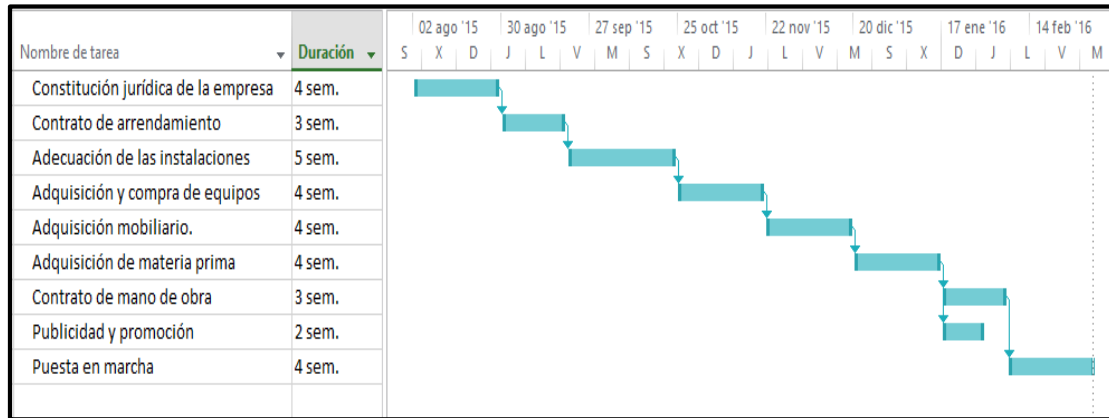 02 ago '15 30 ago '15 27 sep '15 25 oct '15 22 nov '15 20 dic '15 17 ene '16 14 feb '16
Nombre de tarea Duración S X D J L V M S X D J L V M S X D J L V M
Constitución jurídica de la empresa 4 sem.
Contrato de arrendamiento 3 sem.
Adecuación de las instalaciones 5 sem.
Adquisición y compra de equipos 4 sem.
Adquisición mobiliario. 4 sem.
Adquisición de materia prima 4 sem.
Contrato de mano de obra 3 sem.
Publicidad y promoción 2 sem.
Puesta en marcha 4 sem.